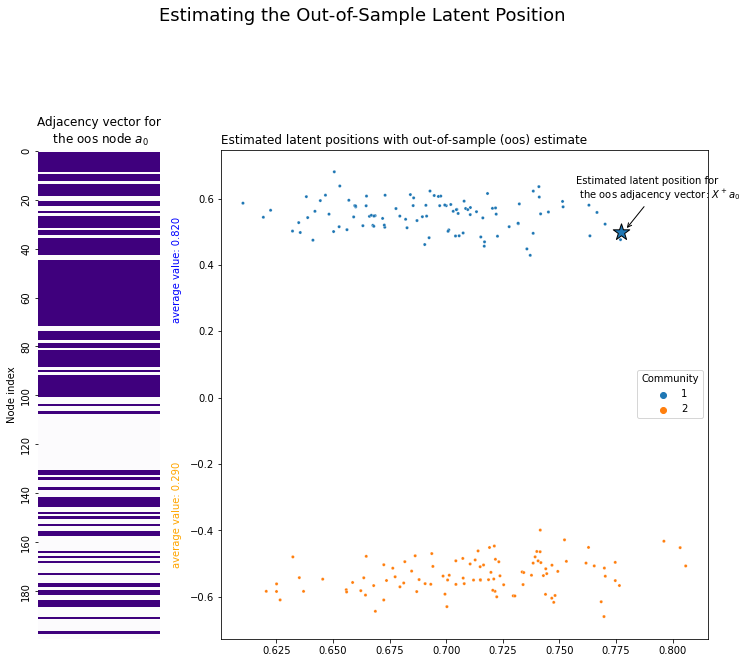 Estimating the Out-of-Sample Latent Position
Adjacency vector for
the oos node a₀
0
20
40
60
80
100
120
140
160
180
Node index
average value: 0.820
average value: 0.290
Estimated latent positions with out-of-sample (oos) estimate
Estimated latent position for
the oos adjacency vector: X⁺a₀
0.6
0.4
0.2
0.0
−0.2
−0.4
−0.6
Community
1
2
0.625
0.650
0.675
0.700
0.725
0.750
0.775
0.800